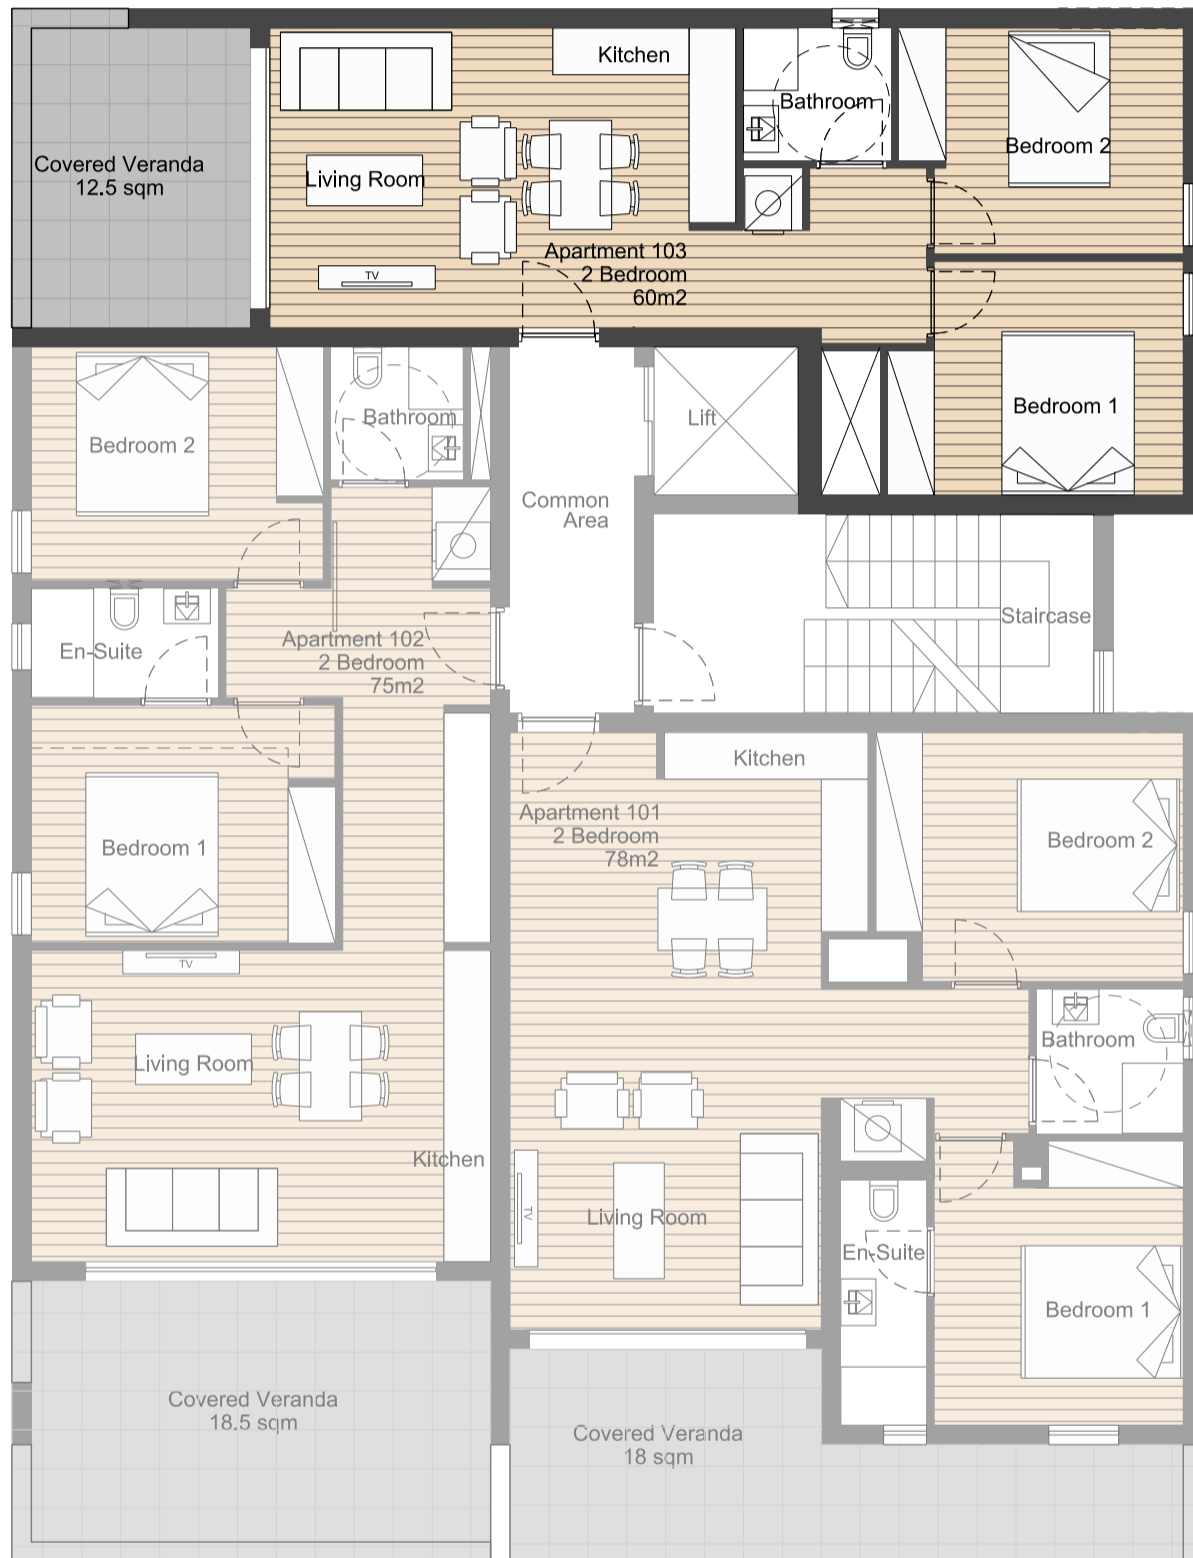 Kitchen
Bathroom
Covered Veranda
12.5 sqm
Living Room
Bedroom 2
TV
Apartment 103
2 Bedroom
60m2
Bedroom 1
Bedroom 2
Bathroom
Lift
Common
Area
En-Suite
Apartment 102
2 Bedroom
75m2
Staircase
Kitchen
Apartment 101
2 Bedroom
78m2
Bedroom 2
Bedroom 1
TV
Living Room
Bathroom
Kitchen
TV
Living Room
En-Suite
Bedroom 1
Covered Veranda
18.5 sqm
Covered Veranda
18 sqm